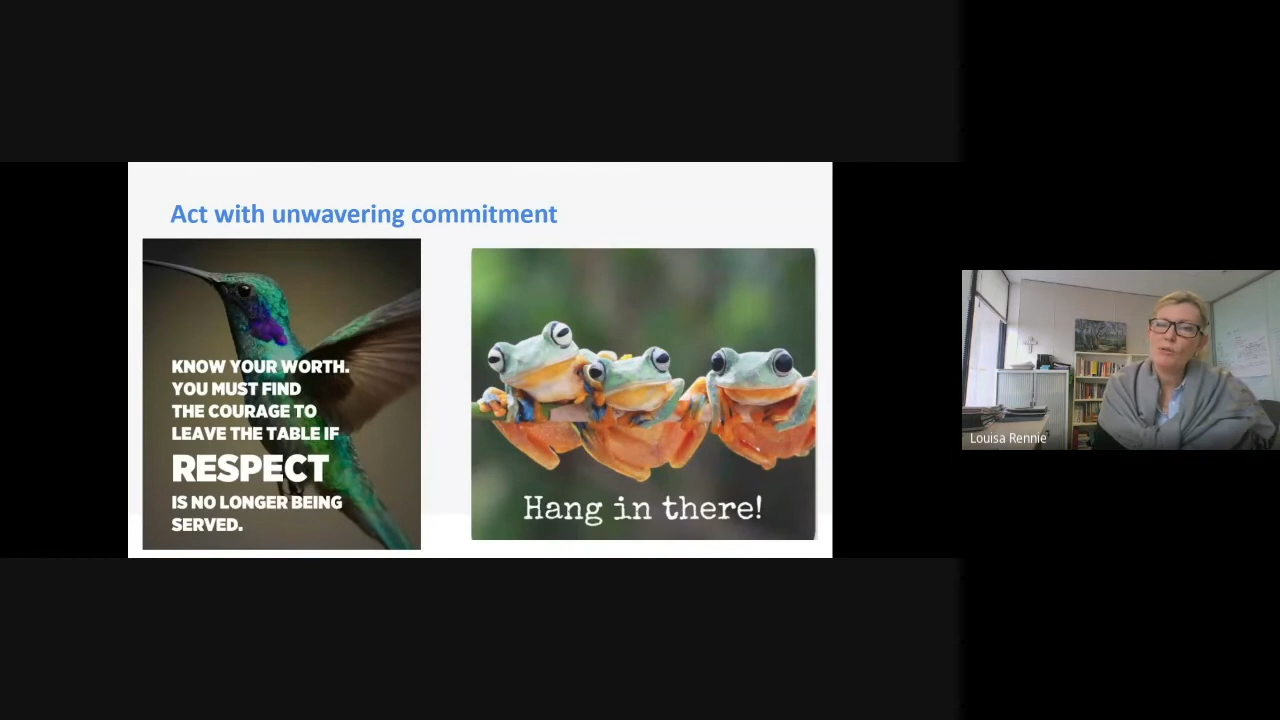 Act with unwavering commitment
KNOW YOUR WORTH.
YOU MUST FIND
THE COURAGE TO
LEAVE THE TABLE IF
RESPECT
IS NO LONGER BEING
SERVED.
Hang in there!
Louisa Rennie